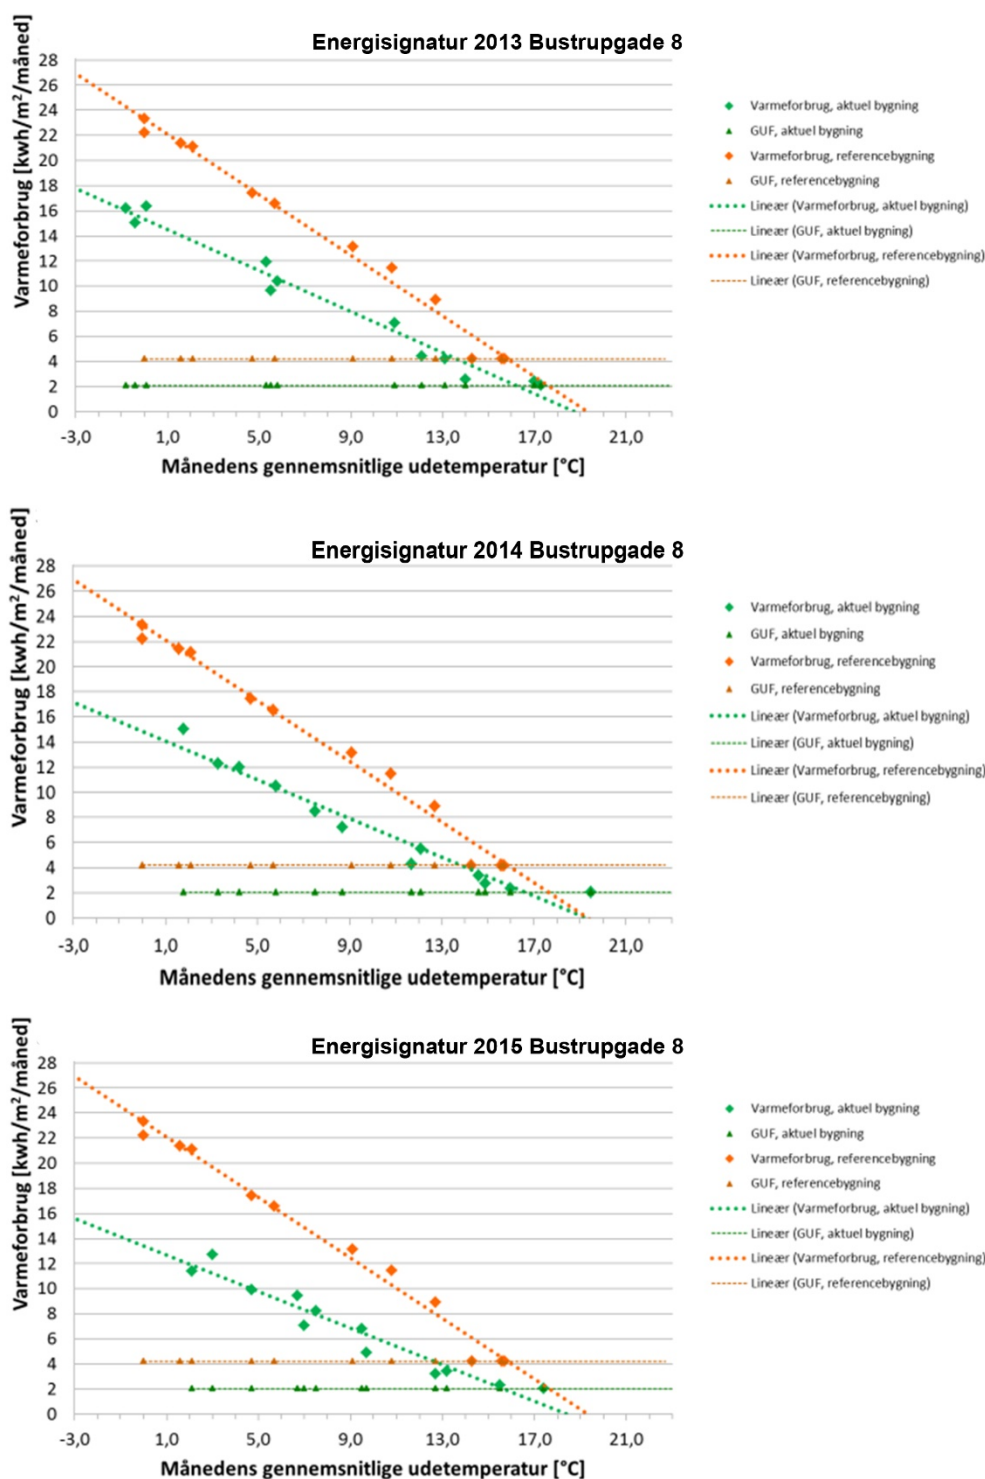 Energisignatur 2013 Bustrupgade 8
Varmeforbrug [kwh/m²/måned]
28
26
24
22
20
18
16
14
12
10
8
6
4
2
0
-3,0 1,0 5,0 9,0 13,0 17,0 21,0
Månedens gennemsnitlige udetemperatur [°C]
Varmeforbrug, aktuel bygning
GUF, aktuel bygning
Varmeforbrug, referencebygning
GUF, referencebygning
Lineær (Varmeforbrug, aktuel bygning)
Lineær (GUF, aktuel bygning)
Lineær (Varmeforbrug, referencebygning)
Lineær (GUF, referencebygning)
Energisignatur 2014 Bustrupgade 8
Varmeforbrug [kwh/m²/måned]
28
26
24
22
20
18
16
14
12
10
8
6
4
2
0
-3,0 1,0 5,0 9,0 13,0 17,0 21,0
Månedens gennemsnitlige udetemperatur [°C]
Varmeforbrug, aktuel bygning
GUF, aktuel bygning
Varmeforbrug, referencebygning
GUF, referencebygning
Lineær (Varmeforbrug, aktuel bygning)
Lineær (GUF, aktuel bygning)
Lineær (Varmeforbrug, referencebygning)
Lineær (GUF, referencebygning)
Energisignatur 2015 Bustrupgade 8
Varmeforbrug [kwh/m²/måned]
28
26
24
22
20
18
16
14
12
10
8
6
4
2
0
-3,0 1,0 5,0 9,0 13,0 17,0 21,0
Månedens gennemsnitlige udetemperatur [°C]
Varmeforbrug, aktuel bygning
GUF, aktuel bygning
Varmeforbrug, referencebygning
GUF, referencebygning
Lineær (Varmeforbrug, aktuel bygning)
Lineær (GUF, aktuel bygning)
Lineær (Varmeforbrug, referencebygning)
Lineær (GUF, referencebygning)